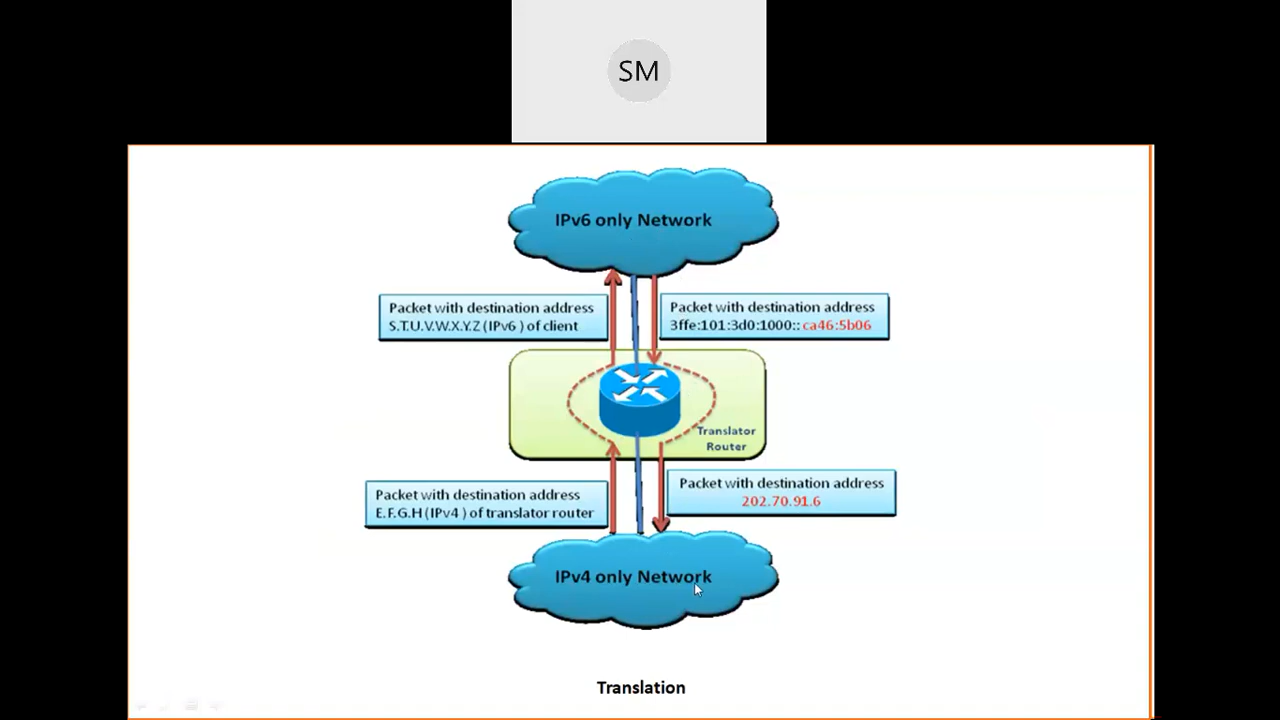 SM
IPv6 only Network
Packet with destination address
S.T.U.V.W.X.Y.Z (IPv6 ) of client
Packet with destination address
3ffe:101:3d0:1000:: ca46:5b06
Translator
Router
Packet with destination address
E.F.G.H (IPv4 ) of translator router
Packet with destination address
202.70.91.6
IPv4 only Network
Translation